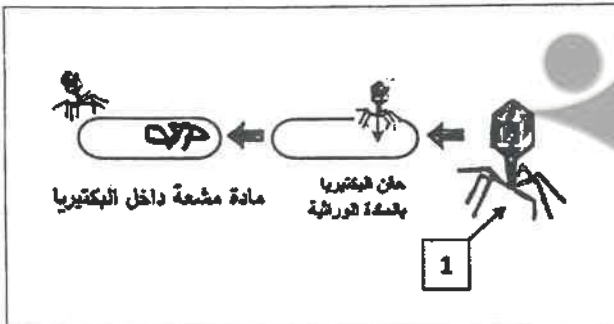 حقن البكتيريا
بالمادة الوراثية
مادة مشعة داخل البكتيريا
1